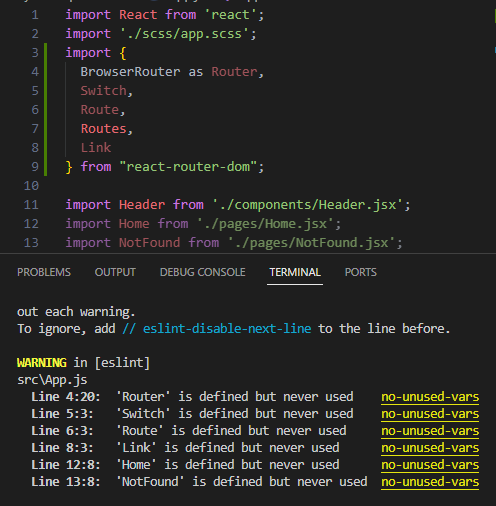 1 import React from 'react';
2 import './scss/app.scss';
3 import {
4 BrowserRouter as Router,
5 Switch,
6 Route,
7 Routes,
8 Link
9 } from "react-router-dom";
10
11 import Header from './components/Header.jsx';
12 import Home from './pages/Home.jsx';
13 import NotFound from './pages/NotFound.jsx';
PROBLEMS OUTPUT DEBUG CONSOLE TERMINAL PORTS
out each warning.
To ignore, add // eslint-disable-next-line to the line before.
WARNING in [eslint]
src\App.js
Line 4:20: 'Router' is defined but never used no-unused-vars
Line 5:3: 'Switch' is defined but never used no-unused-vars
Line 6:3: 'Route' is defined but never used no-unused-vars
Line 8:3: 'Link' is defined but never used no-unused-vars
Line 12:8: 'Home' is defined but never used no-unused-vars
Line 13:8: 'NotFound' is defined but never used no-unused-vars